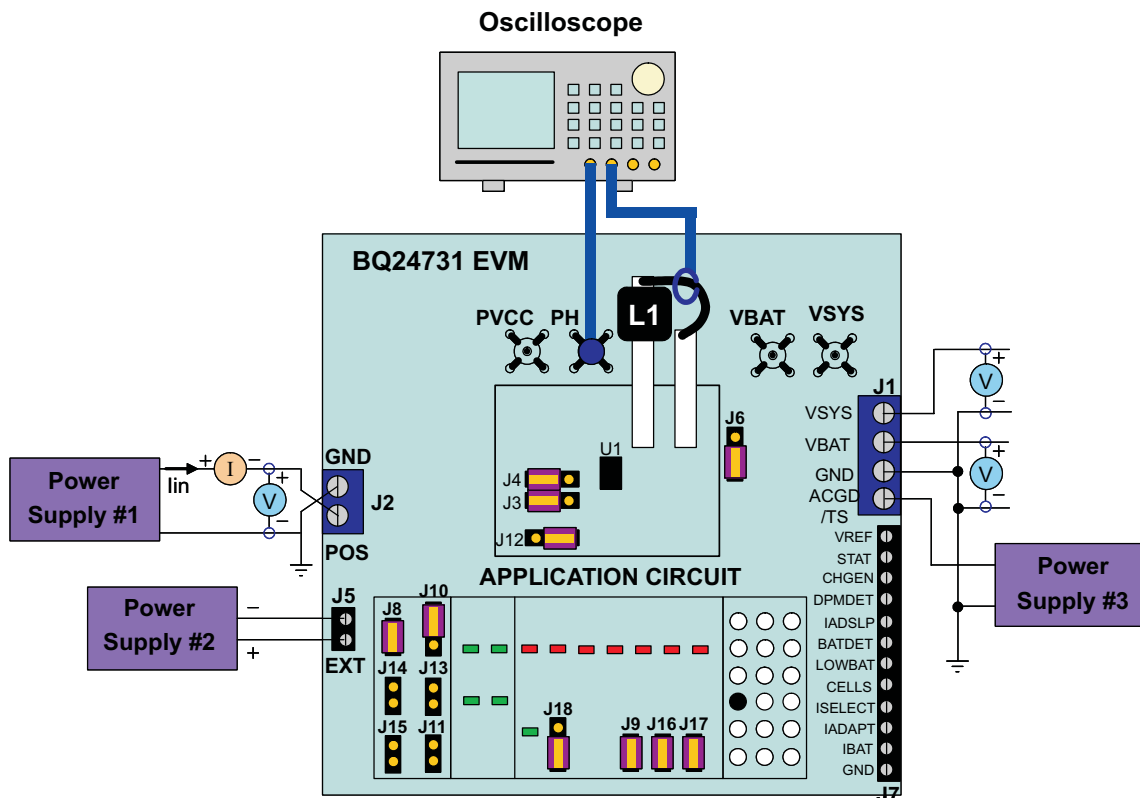 Oscilloscope
BQ24731 EVM
PVCC
PH
L1
VBAT
VSYS
J1
VSYS
VBAT
GND
ACGD
/TS
V
+
−
V
+
−
J6
U1
J4
J3
J12
GND
J2
POS
Power
Supply #1
Iin
+
I
−
V
+
−
Power
Supply #2
−
+
J5
EXT
Power
Supply #3
APPLICATION CIRCUIT
J8
J10
J14
J13
J15
J11
J18
J9
J16
J17
VREF
STAT
CHGEN
DPMDET
IADSLP
BATDET
LOWBAT
CELLS
ISELECT
IADAPT
IBAT
GND
J7